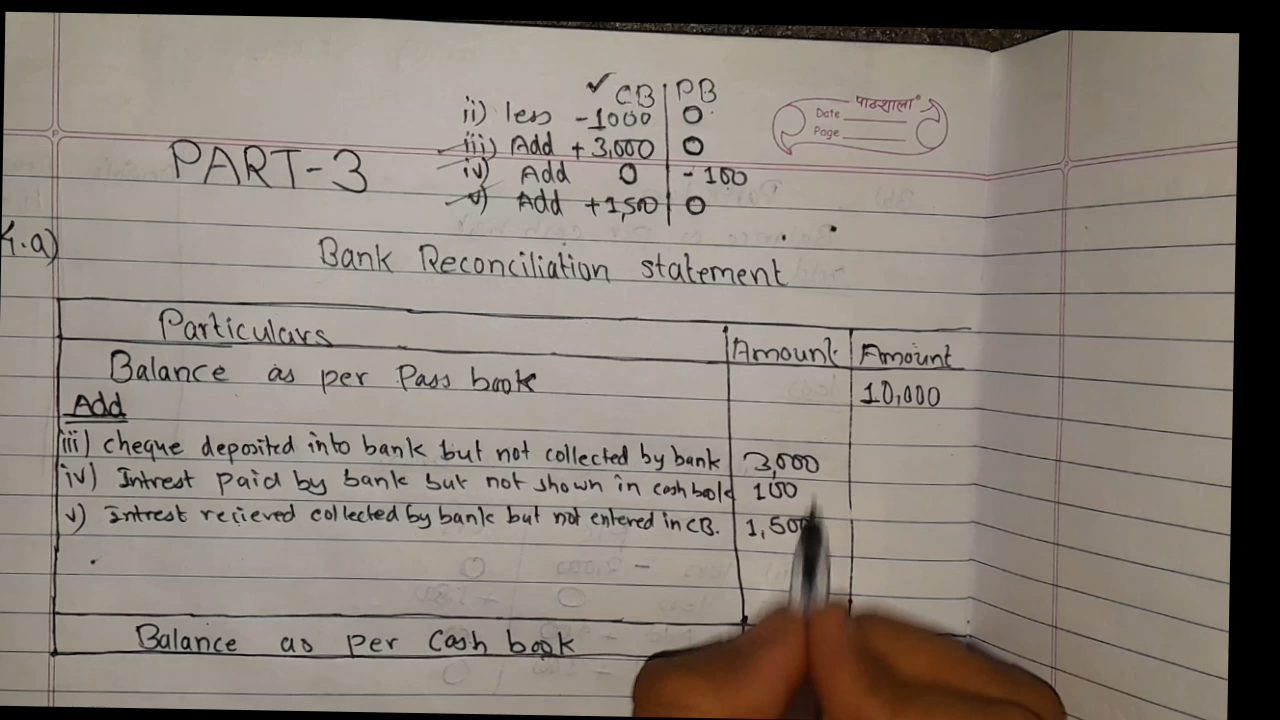 ✓CB | PB
ii) less -1000 | 0
iii) Add + 3,000 | 0
iv) Add 0 | - 100
v) Add +1,500 | 0
पाठशाला
Date
Page
PART-3
4.a)
Bank Reconciliation statement
Particulars Amount Amount
Balance as per Pass book 10,000
Add
iii) cheque deposited into bank but not collected by bank 3,000
iv) Intrest paid by bank but not shown in cash book 100
v) Intrest recieved collected by bank but not entered in CB. 1,500
Balance as per Cash book